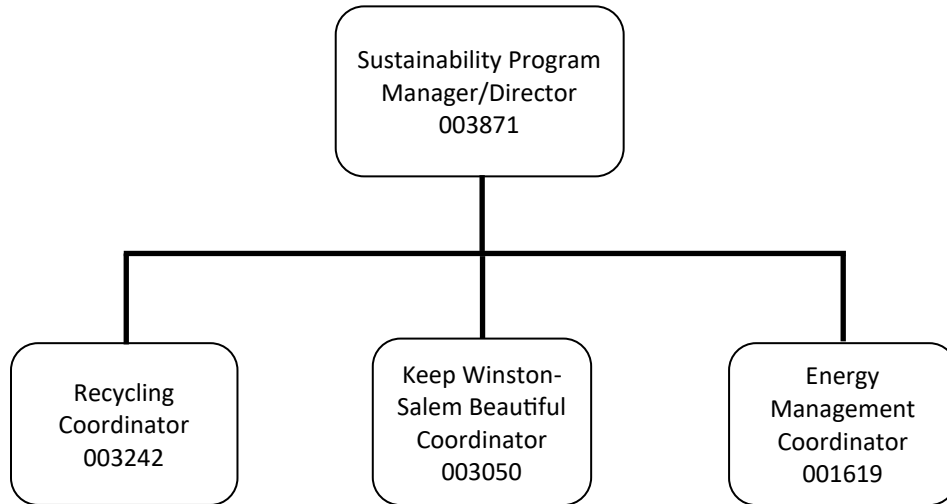 Sustainability Program
Manager/Director
003871
Recycling
Coordinator
003242
Keep Winston-
Salem Beautiful
Coordinator
003050
Energy
Management
Coordinator
001619